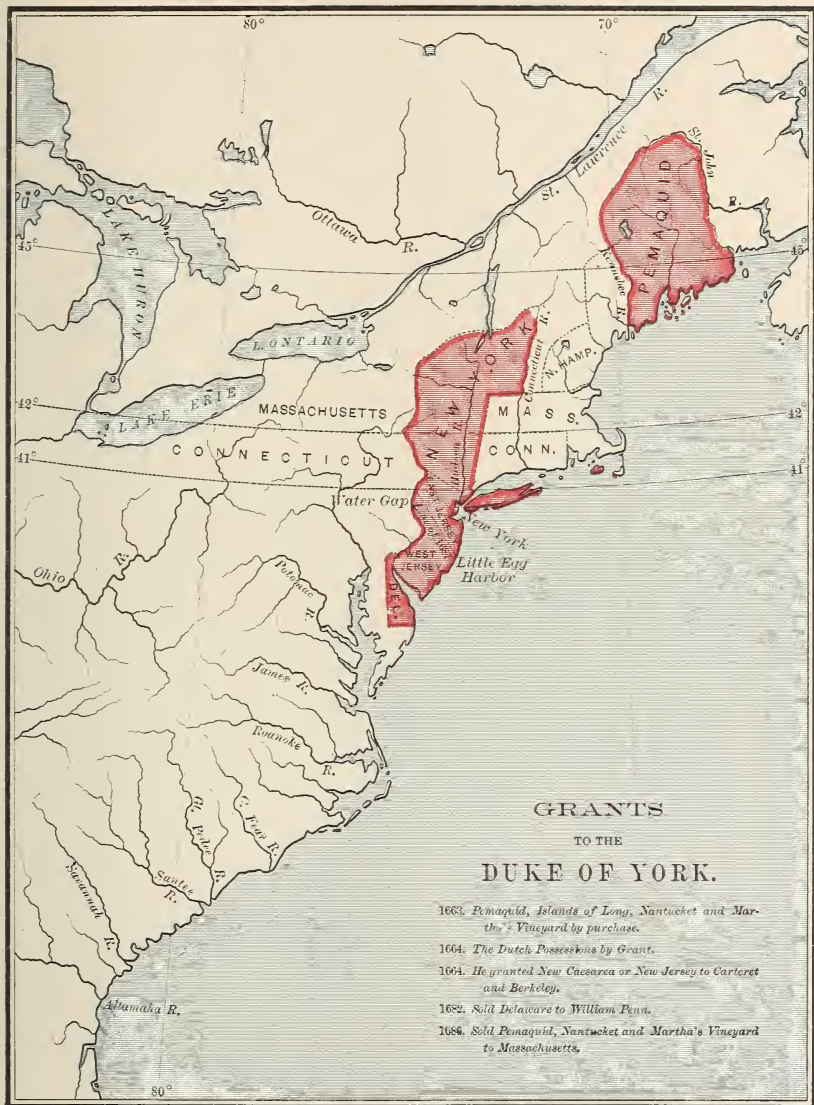 80°
70°
St. Lawrence R.
St. John
R.
PEMAQUID
Ottawa
R.
LAKE HURON
45°
45°
Kennebec R.
L. ONTARIO
NEW YORK
Connecticut R.
N. HAMP.
42°
LAKE ERIE
MASSACHUSETTS
MASS.
42°
Hudson R.
41°
CONNECTICUT
CONN.
41°
Water Gap
EAST JERSEY
New York
WEST
JERSEY
Little Egg
Harbor
Ohio
R.
Potomac
R.
DEL.
James R.
Roanoke
R.
Gt. Pedee
R.
C. Fear R.
Santee
R.
Savannah
R.
Altamaha R.
80°
GRANTS
TO THE
DUKE OF YORK.
1663. Pemaquid, Islands of Long, Nantucket and Mar-
tha's Vineyard by purchase.
1664. The Dutch Possessions by Grant.
1664. He granted New Caesarea or New Jersey to Carteret
and Berkeley.
1682. Sold Delaware to William Penn.
1686. Sold Pemaquid, Nantucket and Martha's Vineyard
to Massachusetts.